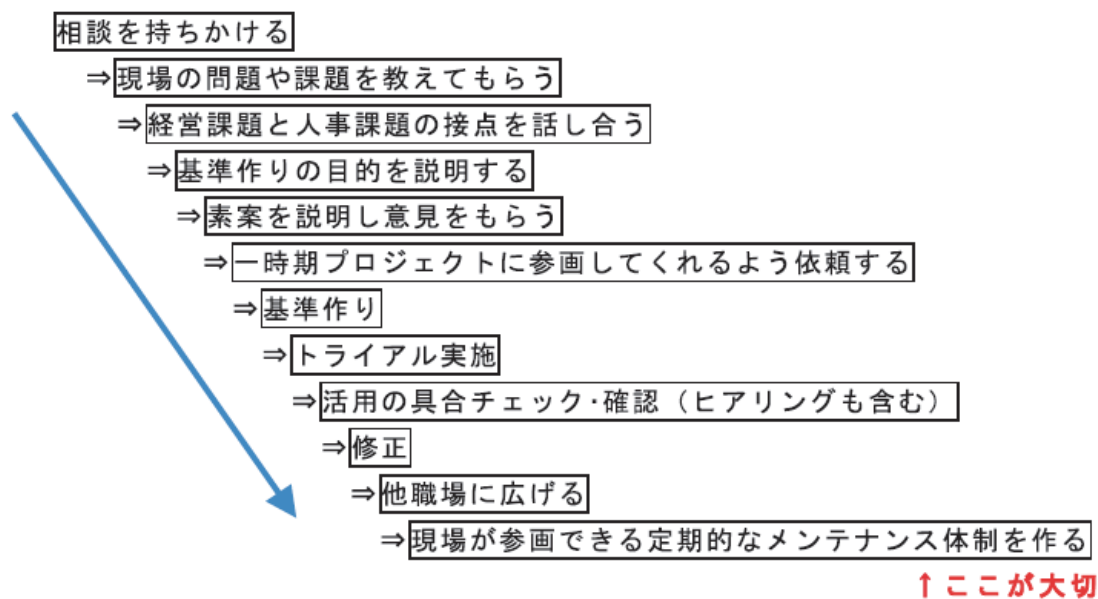 相談を持ちかける
⇒現場の問題や課題を教えてもらう
⇒経営課題と人事課題の接点を話し合う
⇒基準作りの目的を説明する
⇒素案を説明し意見をもらう
⇒一時期プロジェクトに参画してくれるよう依頼する
⇒基準作り
⇒トライアル実施
⇒活用の具合チェック･確認（ヒアリングも含む）
⇒修正
⇒他職場に広げる
⇒現場が参画できる定期的なメンテナンス体制を作る
↑ここが大切